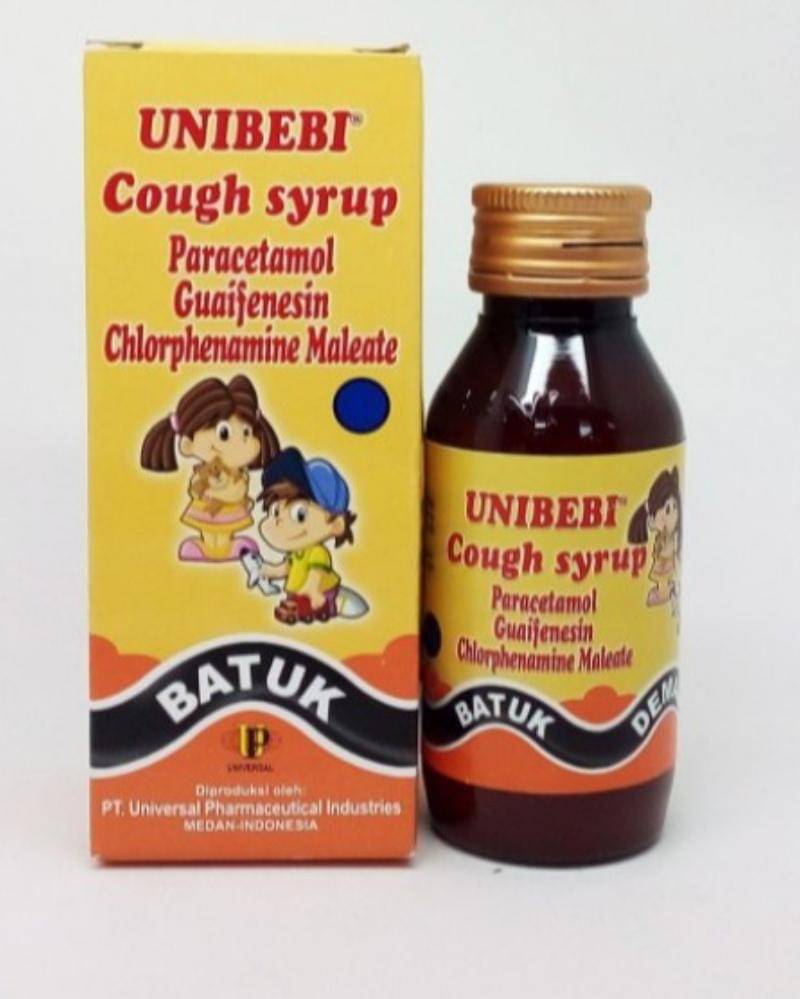 UNIBEBI®
Cough syrup
Paracetamol
Guaifenesin
Chlorphenamine Maleate
BATUK
UNIVERSAL
Diproduksi oleh:
PT. Universal Pharmaceutical Industries
MEDAN-INDONESIA
UNIBEBI
Cough syrup
Paracetamol
Guaifenesin
Chlorphenamine Maleate
BATUK